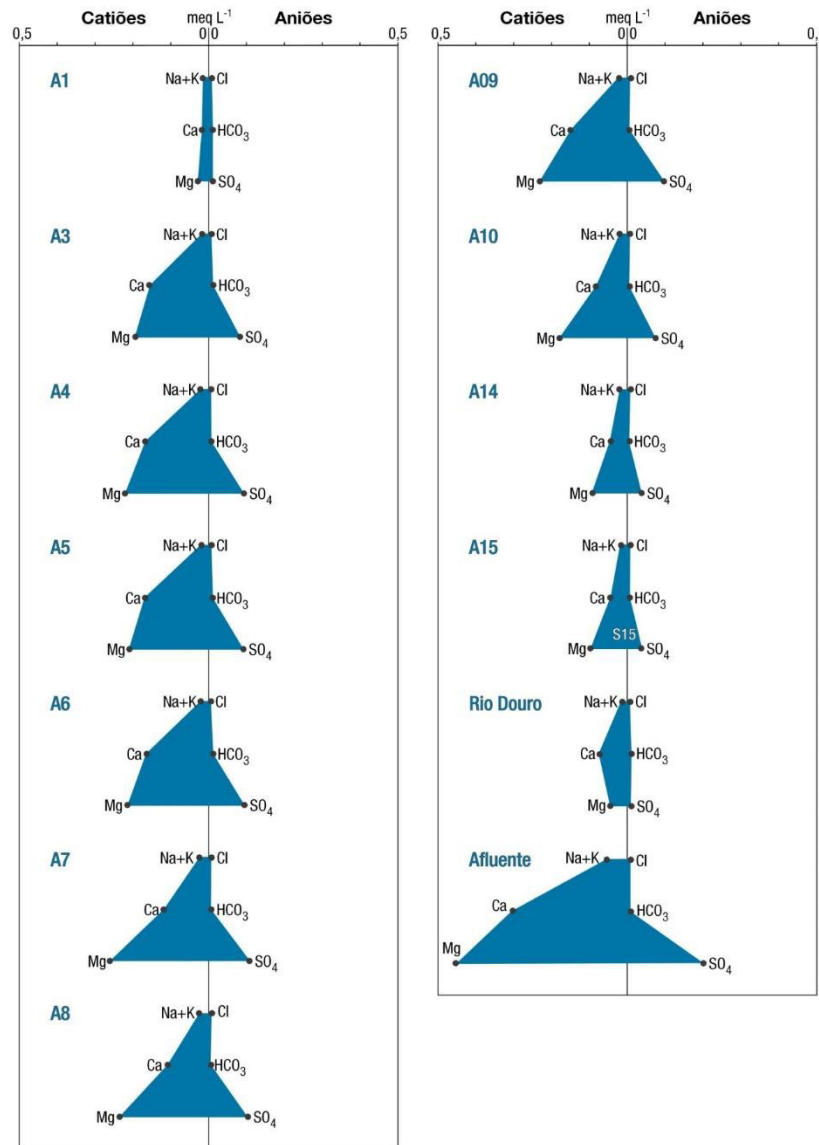 Catiões meq L⁻¹ Aniões
0,5 0 0 0,5
A1
Na+K Cl
Ca HCO₃
Mg SO₄
A3
Na+K Cl
Ca HCO₃
Mg SO₄
A4
Na+K Cl
Ca HCO₃
Mg SO₄
A5
Na+K Cl
Ca HCO₃
Mg SO₄
A6
Na+K Cl
Ca HCO₃
Mg SO₄
A7
Na+K Cl
Ca HCO₃
Mg SO₄
A8
Na+K Cl
Ca HCO₃
Mg SO₄
Catiões meq L⁻¹ Aniões
0,5 0 0 0,
A09
Na+K Cl
Ca HCO₃
Mg SO₄
A10
Na+K Cl
Ca HCO₃
Mg SO₄
A14
Na+K Cl
Ca HCO₃
Mg SO₄
A15
Na+K Cl
Ca HCO₃
S15
Mg SO₄
Rio Douro
Na+K Cl
Ca HCO₃
Mg SO₄
Afluente
Na+K Cl
Ca HCO₃
Mg SO₄